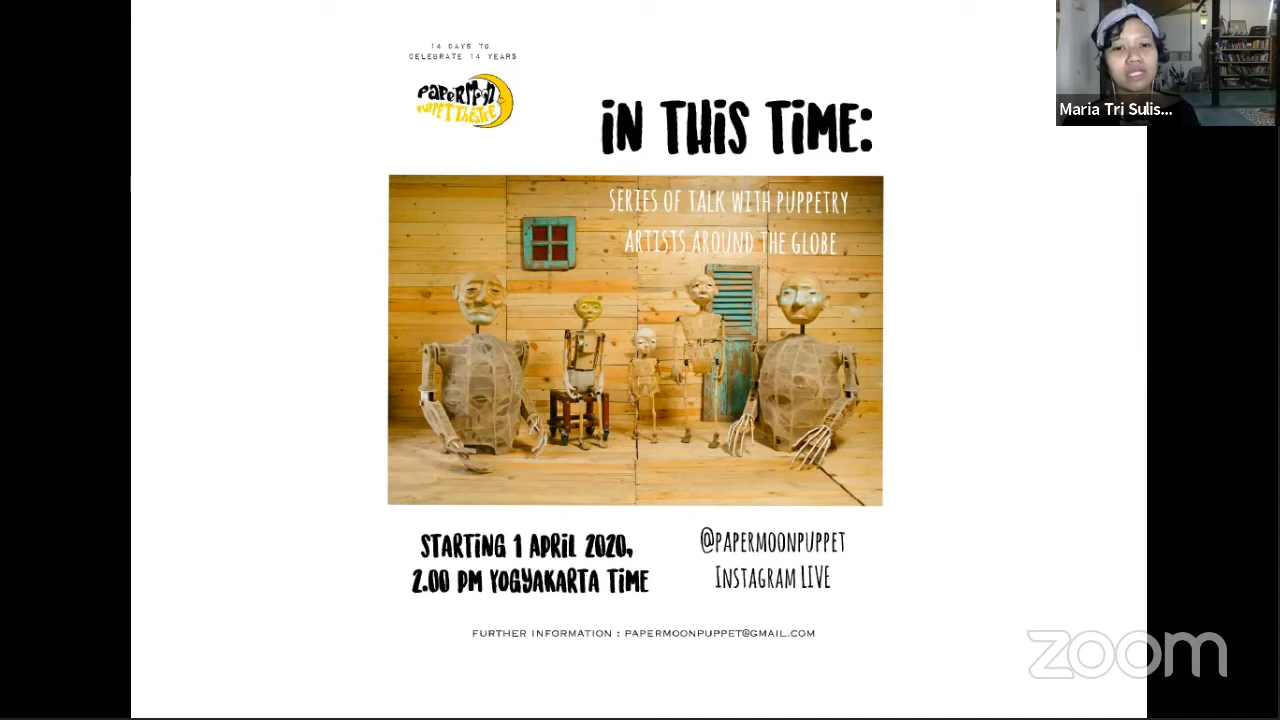 14 DAYS TO
CELEBRATE 14 YEARS
PAPERMOON
PUPPET THEATRE
IN THIS TIME:
SERIES OF TALK WITH PUPPETRY
ARTISTS AROUND THE GLOBE
STARTING 1 APRIL 2020,
2.00 PM YOGYAKARTA TIME
@PAPERMOONPUPPET
INSTAGRAM LIVE
FURTHER INFORMATION : PAPERMOONPUPPET@GMAIL.COM
Maria Tri Sulis...
zoom